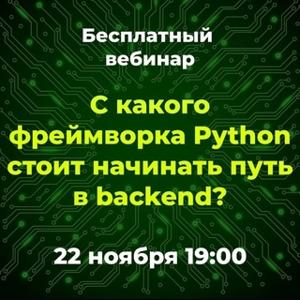 Бесплатный
вебинар
С какого
фреймворка Python
стоит начинать путь
в backend?
22 ноября 19:00